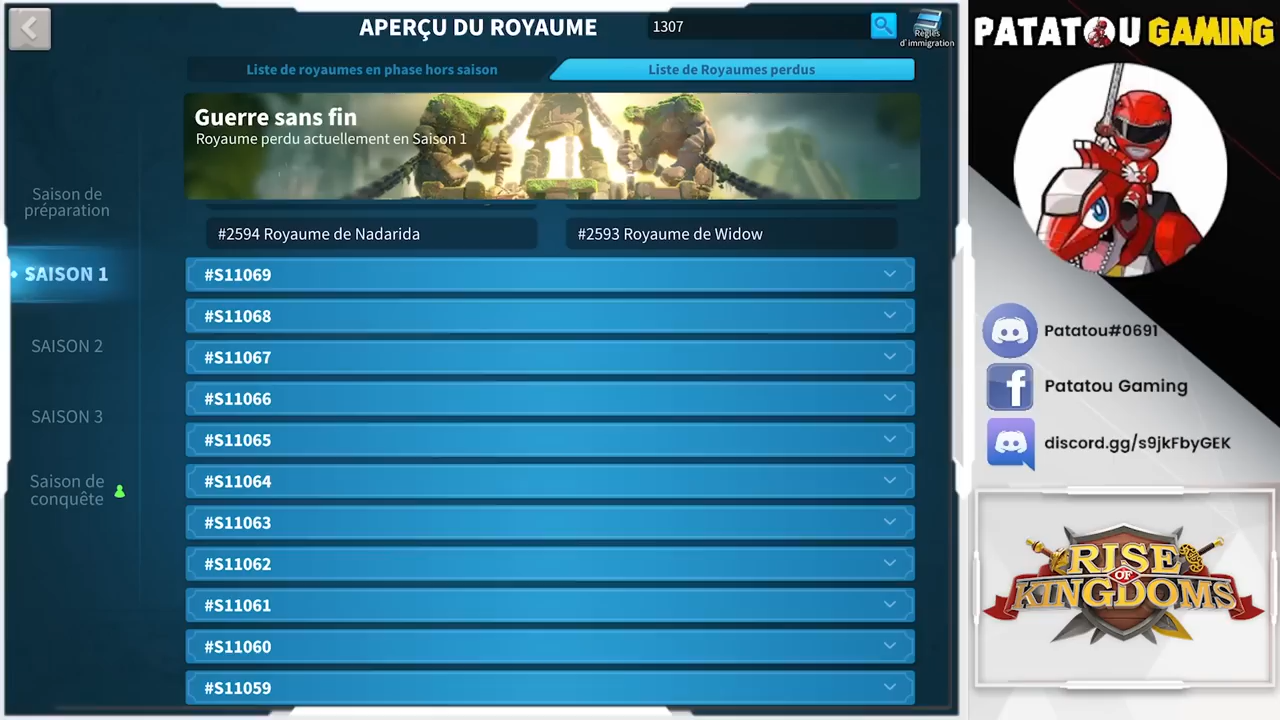 APERÇU DU ROYAUME
1307
Règles
d'immigration
Liste de royaumes en phase hors saison
Liste de Royaumes perdus
Guerre sans fin
Royaume perdu actuellement en Saison 1
Saison de
préparation
SAISON 1
SAISON 2
SAISON 3
Saison de
conquête
#2594 Royaume de Nadarida
#2593 Royaume de Widow
#S11069
#S11068
#S11067
#S11066
#S11065
#S11064
#S11063
#S11062
#S11061
#S11060
#S11059
PATATOU GAMING
Patatou#0691
Patatou Gaming
discord.gg/s9jkFbyGEK
RISE
OF
KINGDOMS